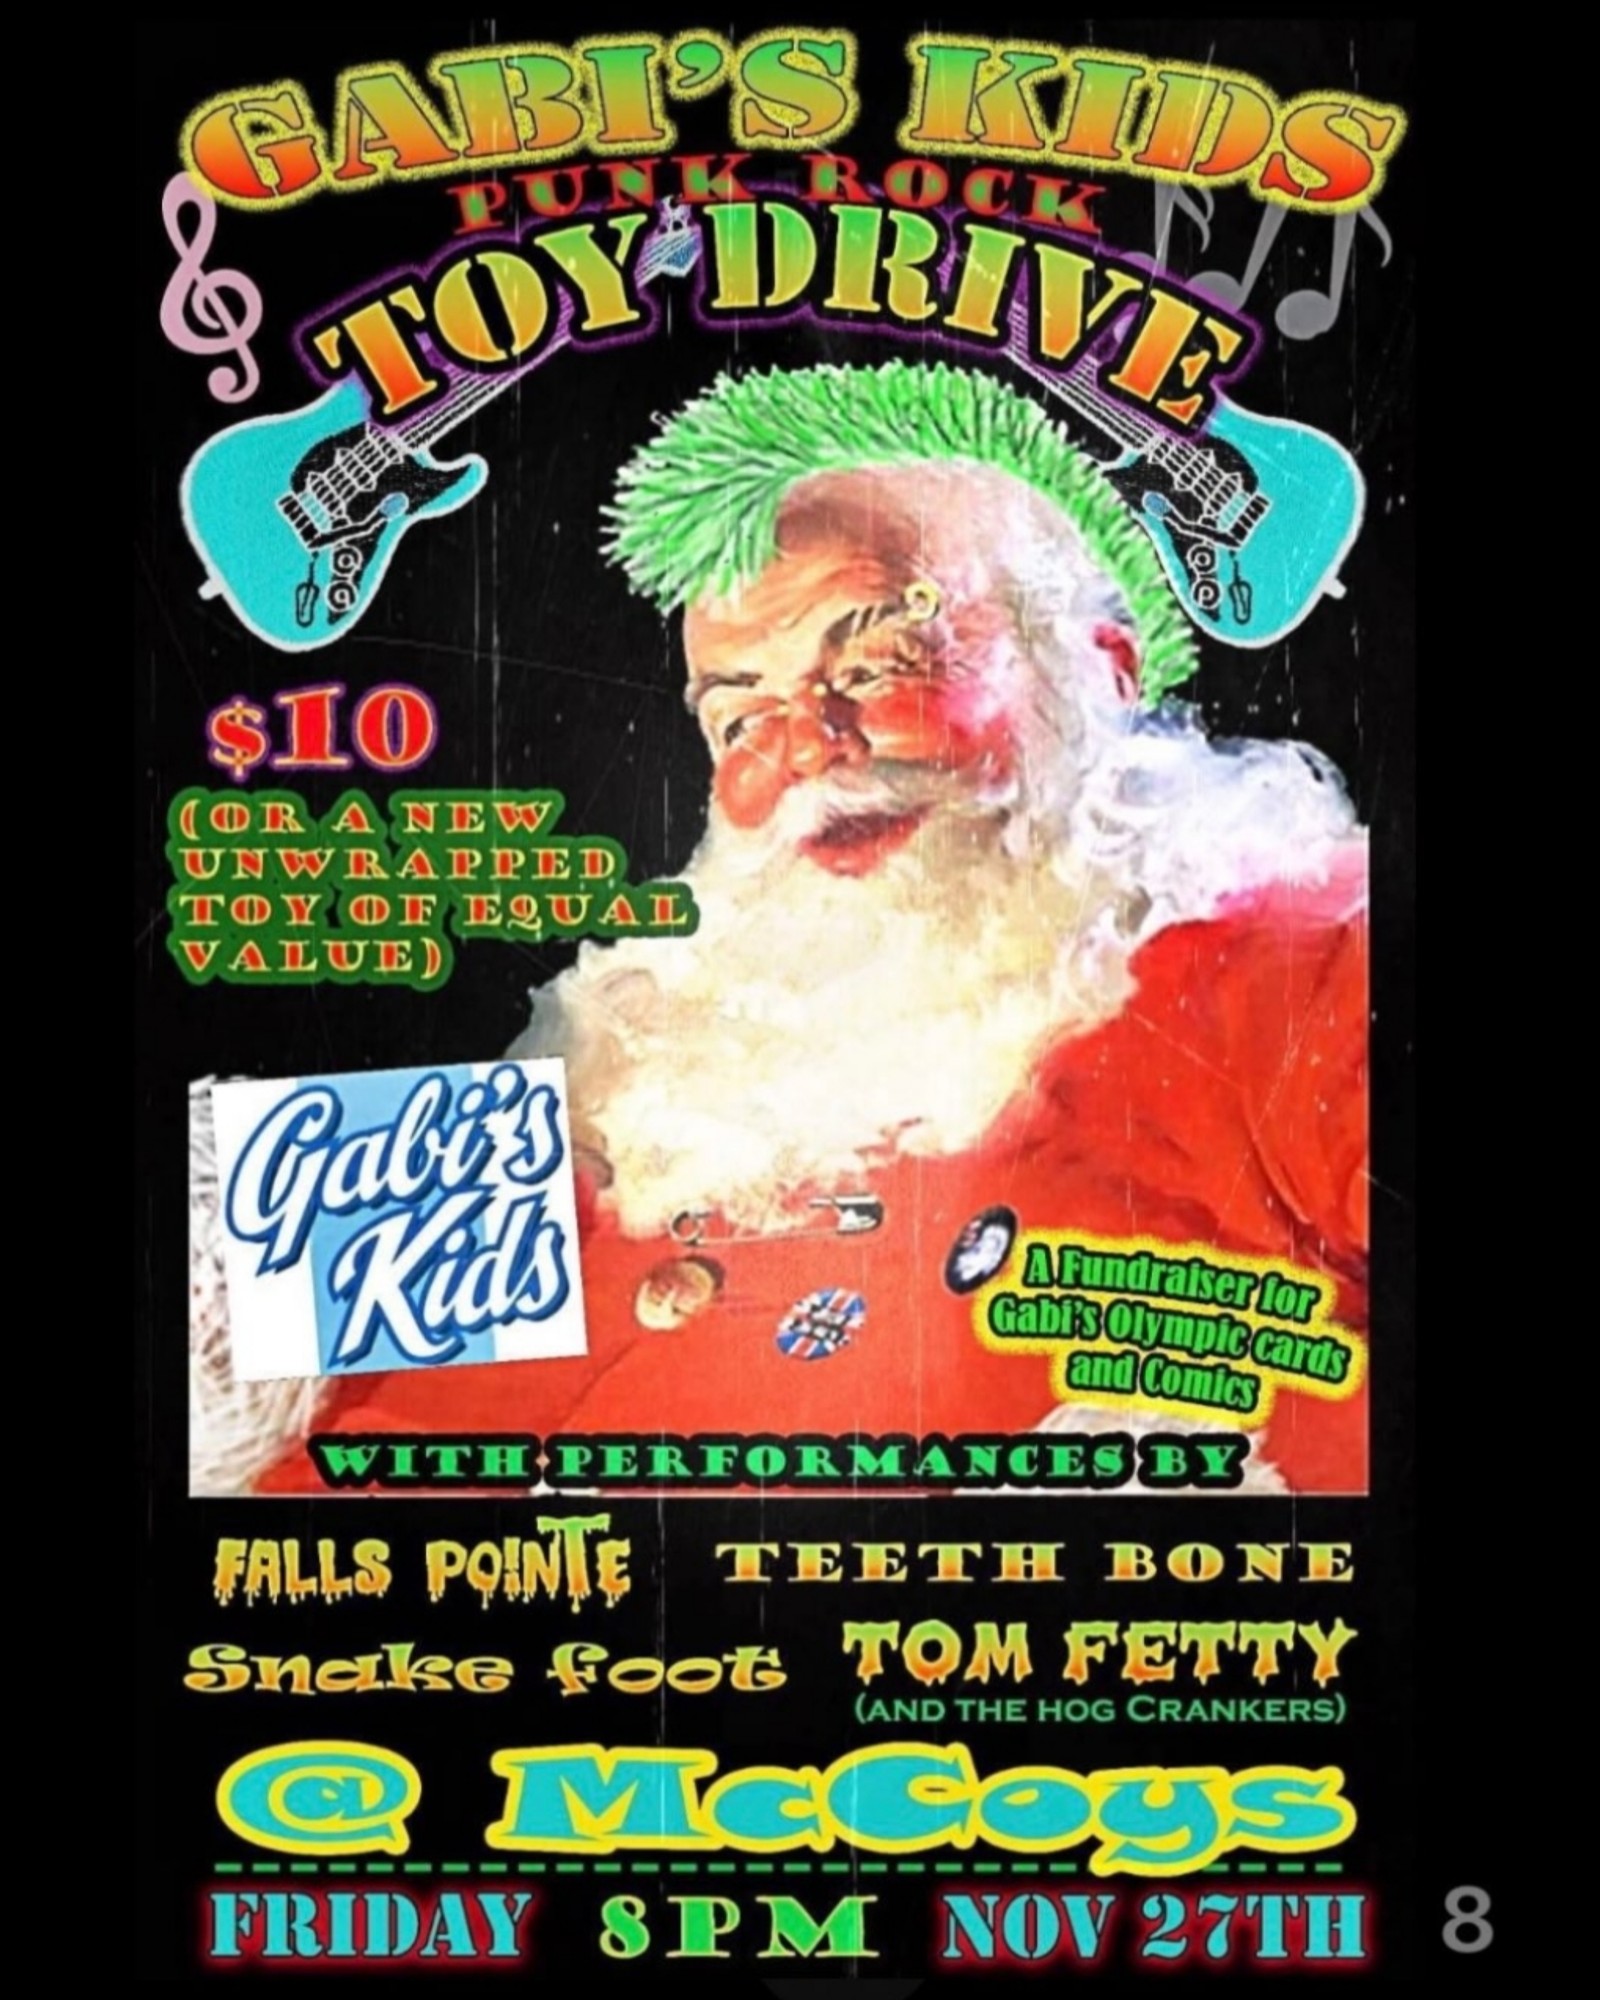 GABI'S KIDS
PUNK ROCK
TOY DRIVE
$10
(OR A NEW
UNWRAPPED
TOY OF EQUAL
VALUE)
Gabi's
Kids
A Fundraiser for
Gabi's Olympic cards
and Comics
WITH PERFORMANCES BY
FALLS POINTE
TEETH BONE
Snake foot
TOM FETTY
(AND THE HOG CRANKERS)
@ McCoys
FRIDAY 8PM NOV 27TH
8